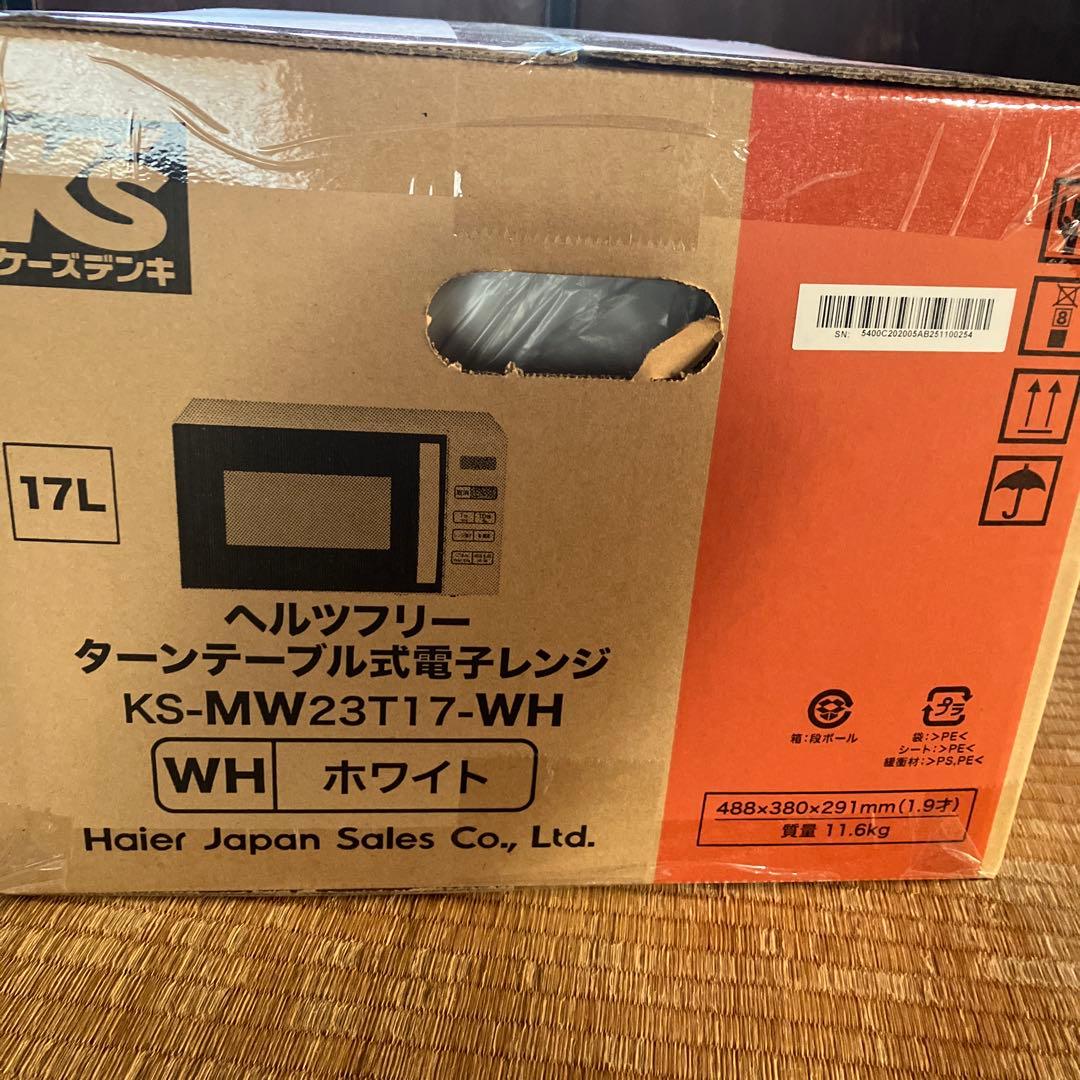 KS
ケーズデンキ
SN: 5400C202005AB251100254
8
17L
ヘルツフリー
ターンテーブル式電子レンジ
KS-MW23T17-WH
WH ホワイト
Haier Japan Sales Co., Ltd.
箱:段ボール
プラ
袋:>PE<
シート:>PE<
緩衝材:>PS,PE<
488×380×291mm(1.9才)
質量 11.6kg